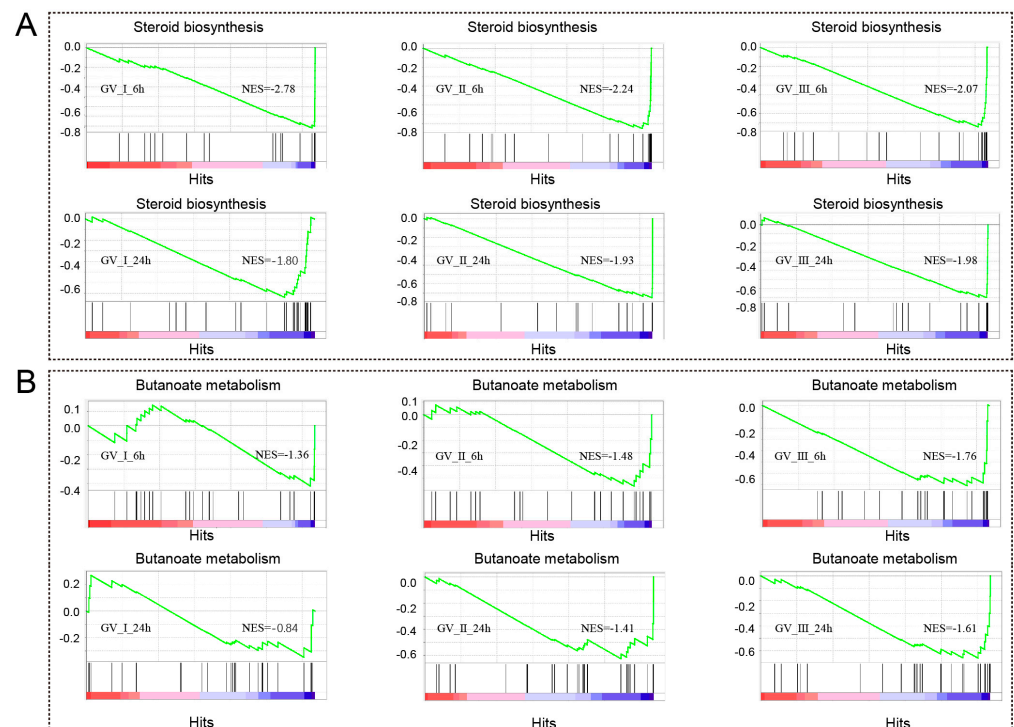 A
Steroid biosynthesis Steroid biosynthesis Steroid biosynthesis
0.0 0.0 0.0
-0.2 -0.2 -0.2
GV_I_6h NES=-2.78 GV_II_6h NES=-2.24 GV_III_6h NES=-2.07
-0.4 -0.4 -0.4
-0.6 -0.6 -0.6
-0.8 -0.8 -0.8
Hits Hits Hits
Steroid biosynthesis Steroid biosynthesis Steroid biosynthesis
0.0 0.0 0.0
-0.2 -0.2 -0.2
GV_I_24h NES=-1.80 GV_II_24h NES=-1.93 GV_III_24h NES=-1.98
-0.4 -0.4 -0.4
-0.6 -0.6 -0.6
-0.8 -0.8
Hits Hits Hits
B
Butanoate metabolism Butanoate metabolism Butanoate metabolism
0.1 0.1 0.0
0.0 0.0 -0.2
GV_I_6h NES=-1.36 GV_II_6h NES=-1.48 GV_III_6h NES=-1.76
-0.2 -0.2 -0.4
-0.4 -0.4 -0.6
Hits Hits Hits
Butanoate metabolism Butanoate metabolism Butanoate metabolism
0.2 0.0 0.0
0.0 -0.2 -0.2
GV_I_24h NES=-0.84 GV_II_24h NES=-1.41 GV_III_24h NES=-1.61
-0.2 -0.4 -0.4
-0.6 -0.6
Hits Hits Hits